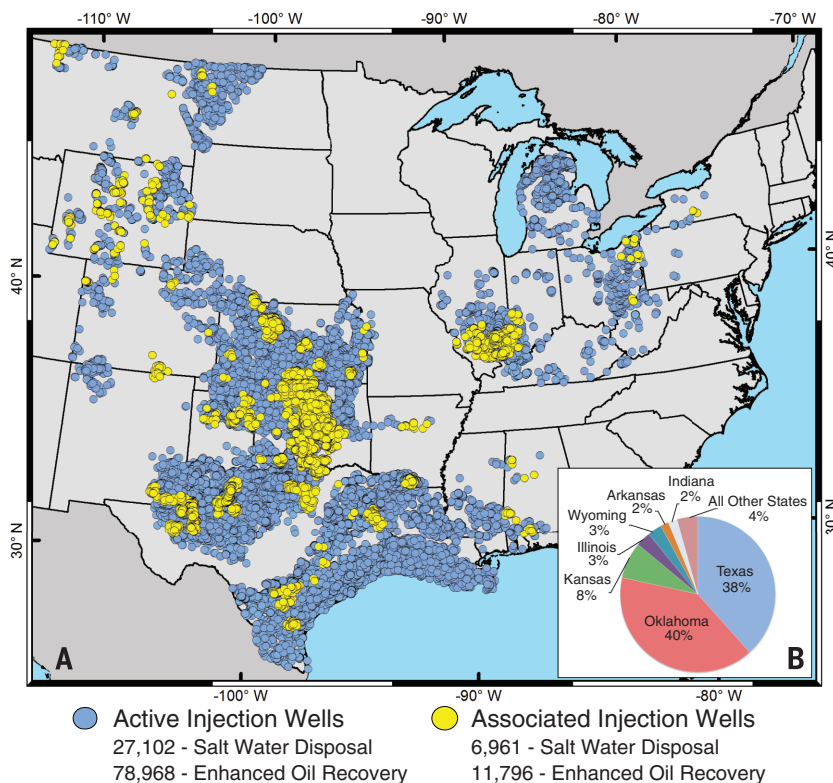 -110° W -100° W -90° W -80° W -70° W
40° N
30° N
40° N
30° N
A
Indiana
2%
Arkansas
2%
All Other States
4%
Wyoming
3%
Illinois
3%
Kansas
8%
Texas
38%
Oklahoma
40%
B
-100° W -90° W -80° W
Active Injection Wells
27,102 - Salt Water Disposal
78,968 - Enhanced Oil Recovery
Associated Injection Wells
6,961 - Salt Water Disposal
11,796 - Enhanced Oil Recovery